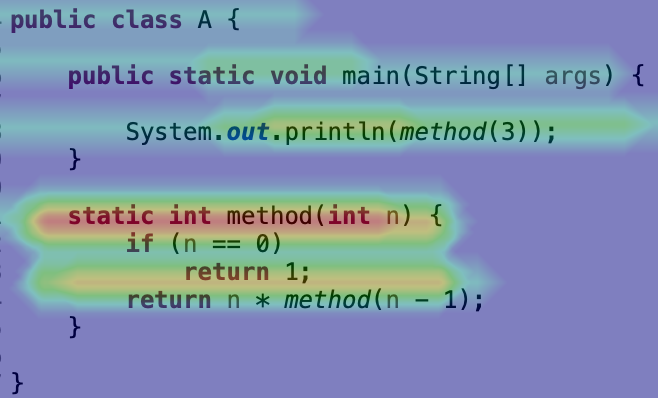 public class A {
public static void main(String[] args) {
System.out.println(method(3));
}
static int method(int n) {
if (n == 0)
return 1;
return n * method(n - 1);
}
}